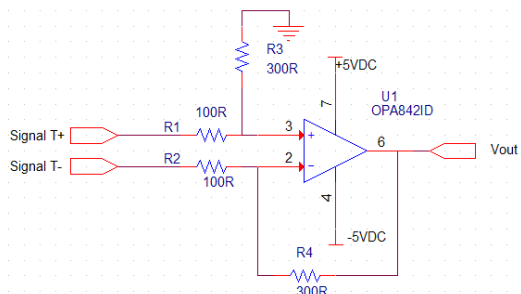 R3
300R
+5VDC
U1
OPA842ID
100R
7
Signal T+
R1
3
+
6
Vout
Signal T-
R2
2
-
100R
4
-5VDC
R4
300R